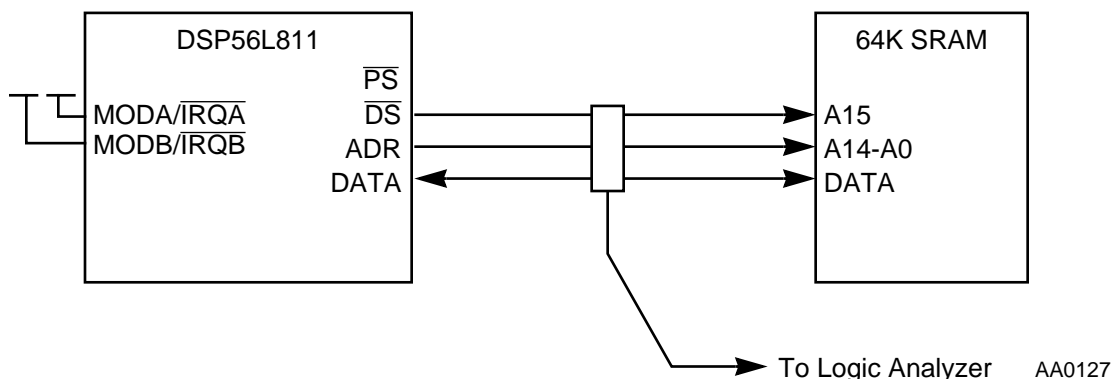 DSP56L811
64K SRAM
PS
MODA/IRQA
DS
A15
MODB/IRQB
ADR
A14-A0
DATA
DATA
To Logic Analyzer
AA0127